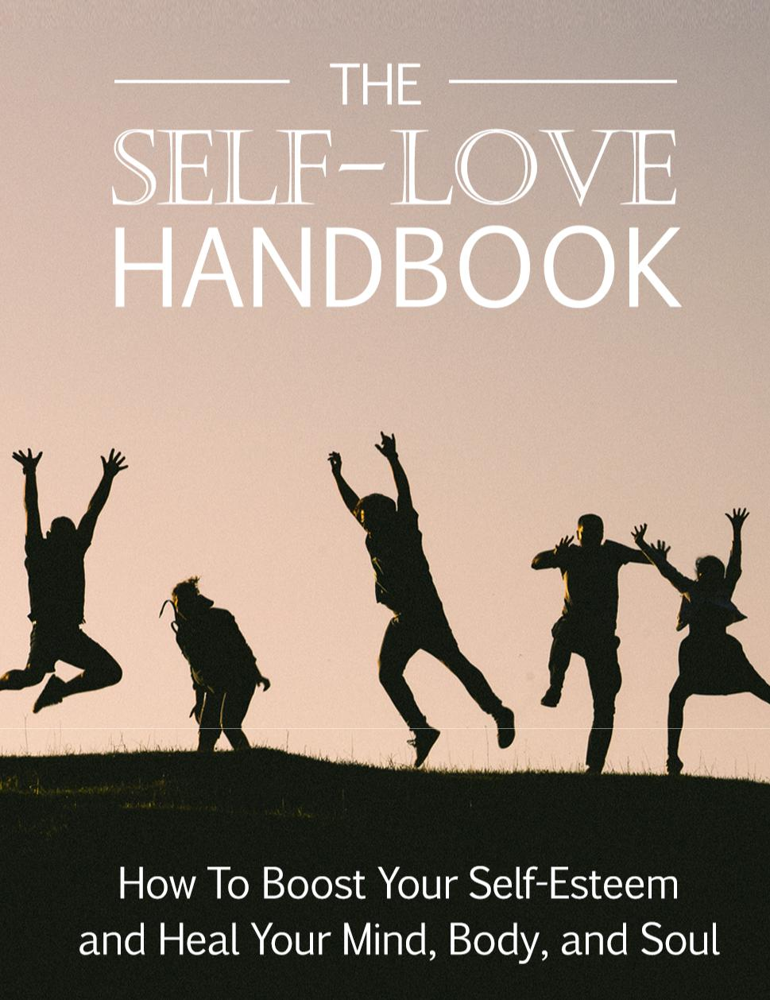 THE
SELF-LOVE
HANDBOOK
How To Boost Your Self-Esteem
and Heal Your Mind, Body, and Soul